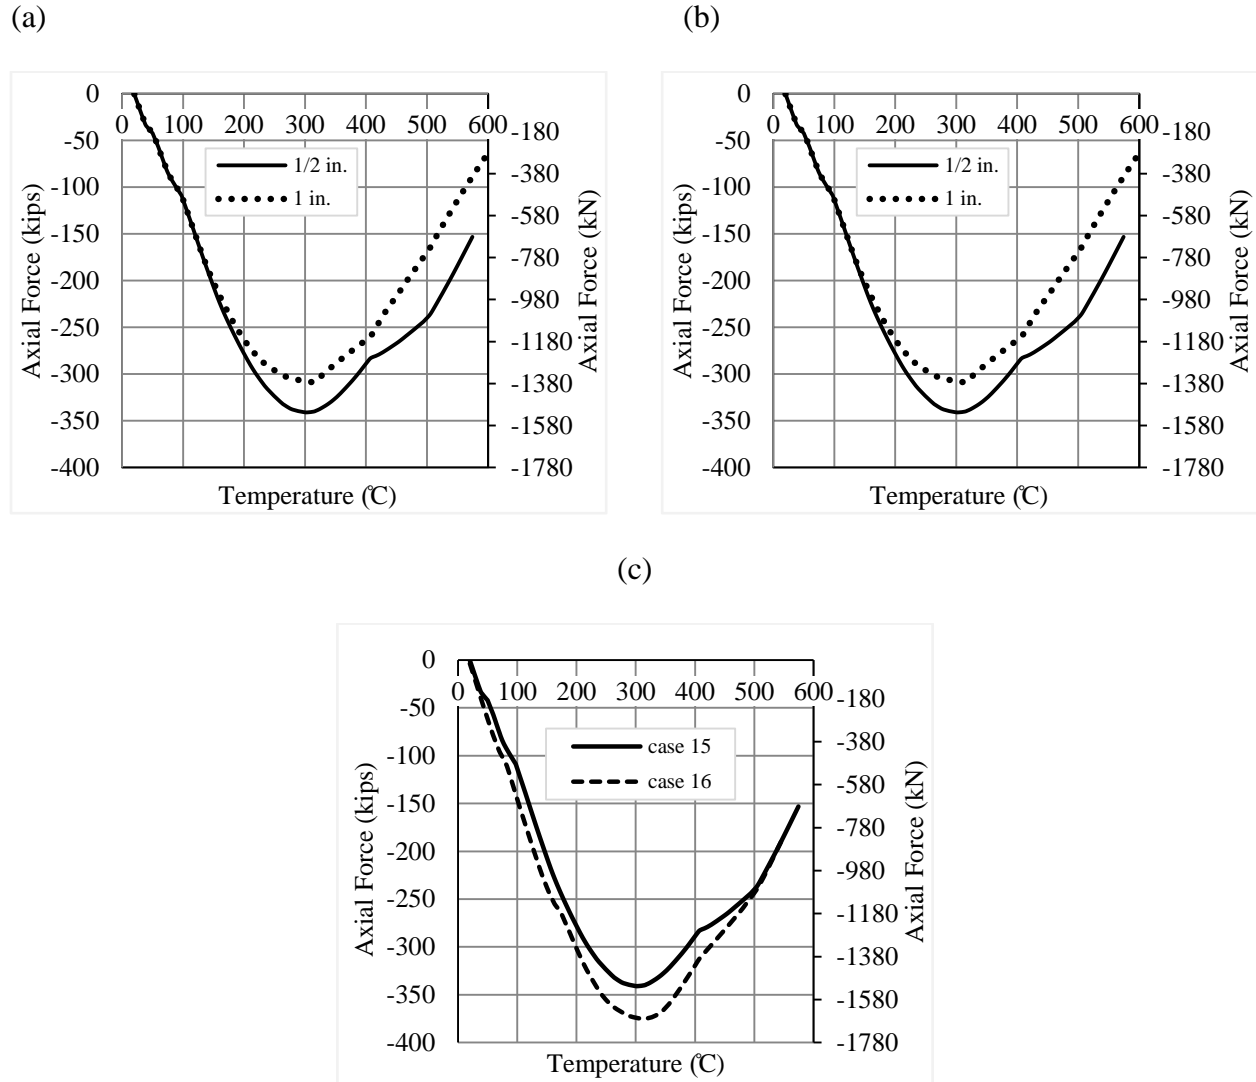 (a)
(b)
0
-50
-100
-150
-200
-250
-300
-350
-400
0 100 200 300 400 500 600
-180
-380
-580
-780
-980
-1180
-1380
-1580
-1780
1/2 in.
1 in.
Axial Force (kips)
Axial Force (kN)
Temperature (℃)
0
-50
-100
-150
-200
-250
-300
-350
-400
0 100 200 300 400 500 600
-180
-380
-580
-780
-980
-1180
-1380
-1580
-1780
1/2 in.
1 in.
Axial Force (kips)
Axial Force (kN)
Temperature (℃)
(c)
0
-50
-100
-150
-200
-250
-300
-350
-400
0 100 200 300 400 500 600
-180
-380
-580
-780
-980
-1180
-1380
-1580
-1780
case 15
case 16
Axial Force (kips)
Axial Force (kN)
Temperature (℃)